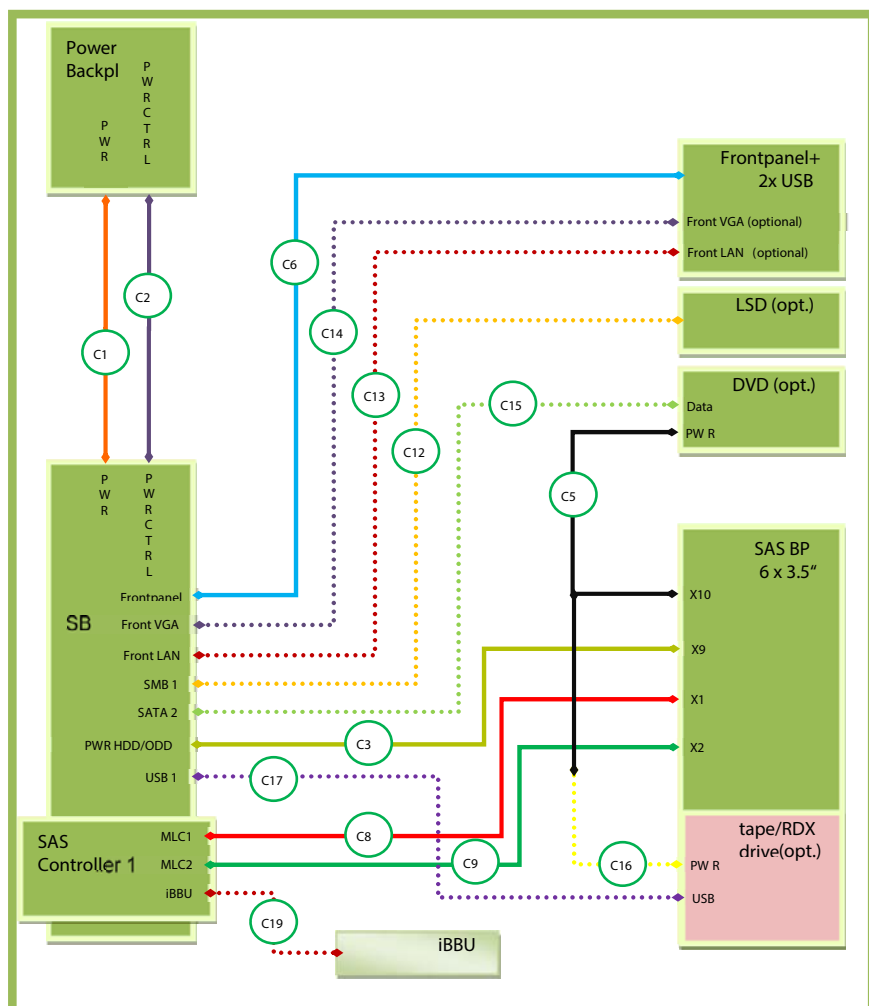 Power
Backpl
PWR
PWRCTRL
Frontpanel+
2x USB
Front VGA (optional)
Front LAN (optional)
C6
C2
C14
C1
LSD (opt.)
DVD (opt.)
Data
PW R
C13
C15
C12
C5
PWR
PWRCTRL
SAS BP
6 x 3.5“
X10
X9
X1
X2
Frontpanel
SB
Front VGA
Front LAN
SMB 1
SATA 2
PWR HDD/ODD
USB 1
C3
C17
SAS
Controller 1
MLC1
MLC2
iBBU
C8
C9
C16
C19
tape/RDX
drive(opt.)
PW R
USB
iBBU